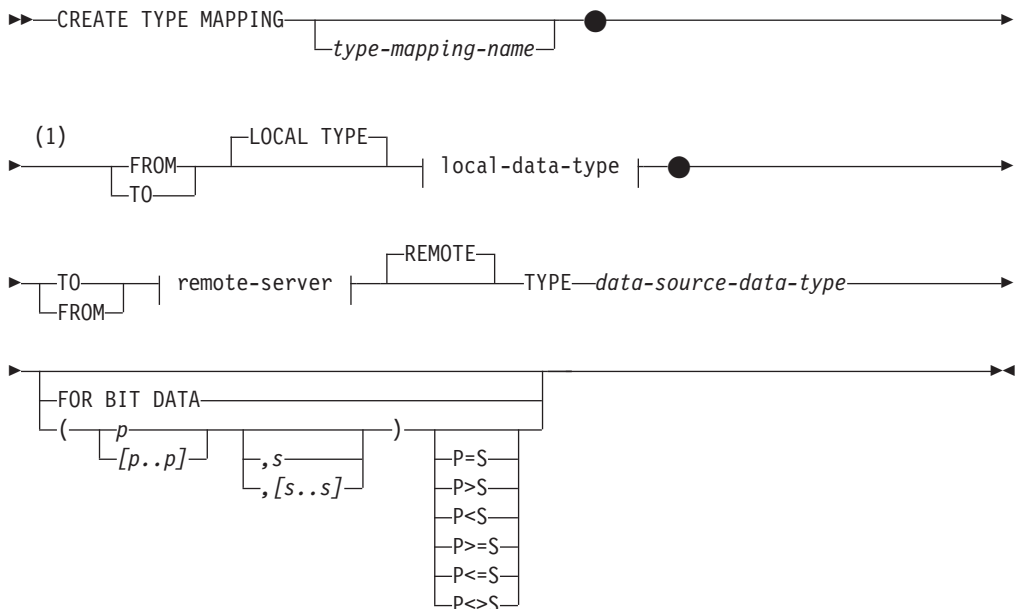 CREATE TYPE MAPPING
type-mapping-name
(1)
FROM
TO
LOCAL TYPE
local-data-type
TO
FROM
remote-server
REMOTE
TYPE data-source-data-type
FOR BIT DATA
( p )
[p..p]
,s
,[s..s]
P=S
P>S
P<S
P>=S
P<=S
P<>S